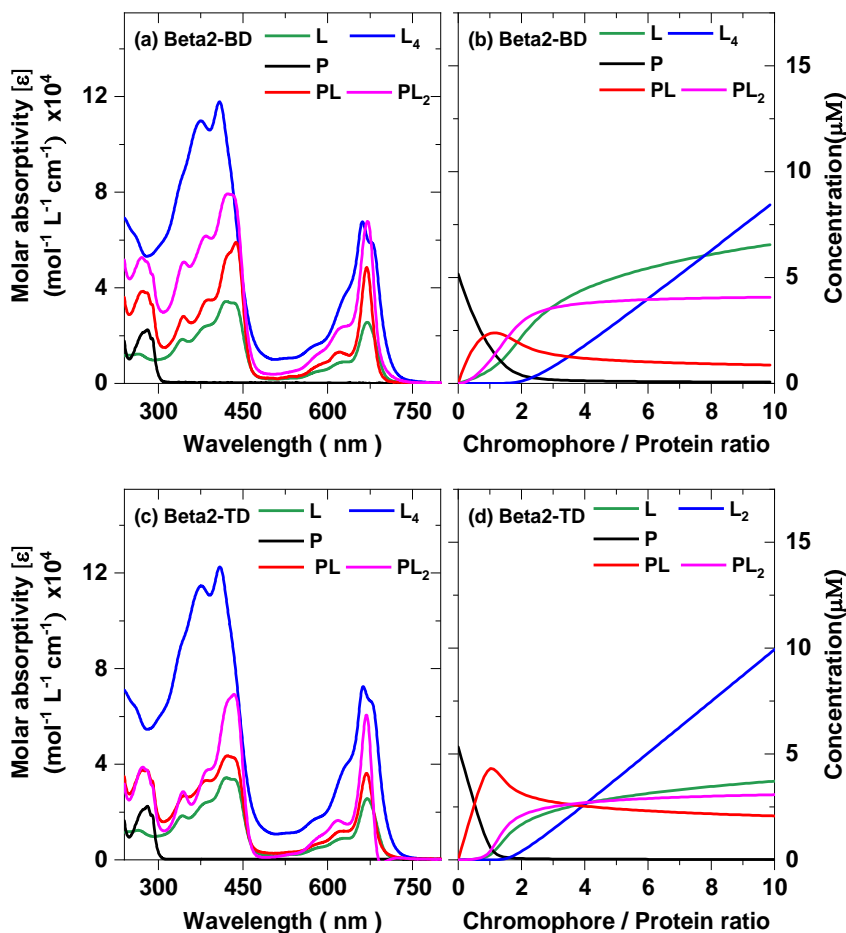 (a) Beta2-BD
L
L4
P
PL
PL2
12
8
4
0
300
450
600
750
Wavelength ( nm )
Molar absorptivity [ε] x10^4
(mol^-1 L^-1 cm^-1)
(b) Beta2-BD
L
L4
P
PL
PL2
15
10
5
0
0
2
4
6
8
10
Chromophore / Protein ratio
Concentration(μM)
(c) Beta2-TD
L
L4
P
PL
PL2
12
8
4
0
300
450
600
750
Wavelength ( nm )
Molar absorptivity [ε] x10^4
(mol^-1 L^-1 cm^-1)
(d) Beta2-TD
L
L2
P
PL
PL2
15
10
5
0
0
2
4
6
8
10
Chromophore / Protein ratio
Concentration(μM)